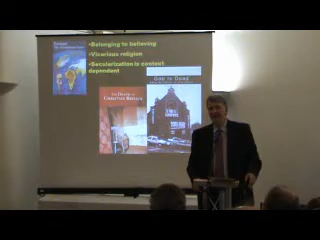 •Belonging to believing
•Vicarious religion
•Secularization is context dependent
GOD IS DEAD
THE DEATH OF
CHRISTIAN BRITAIN